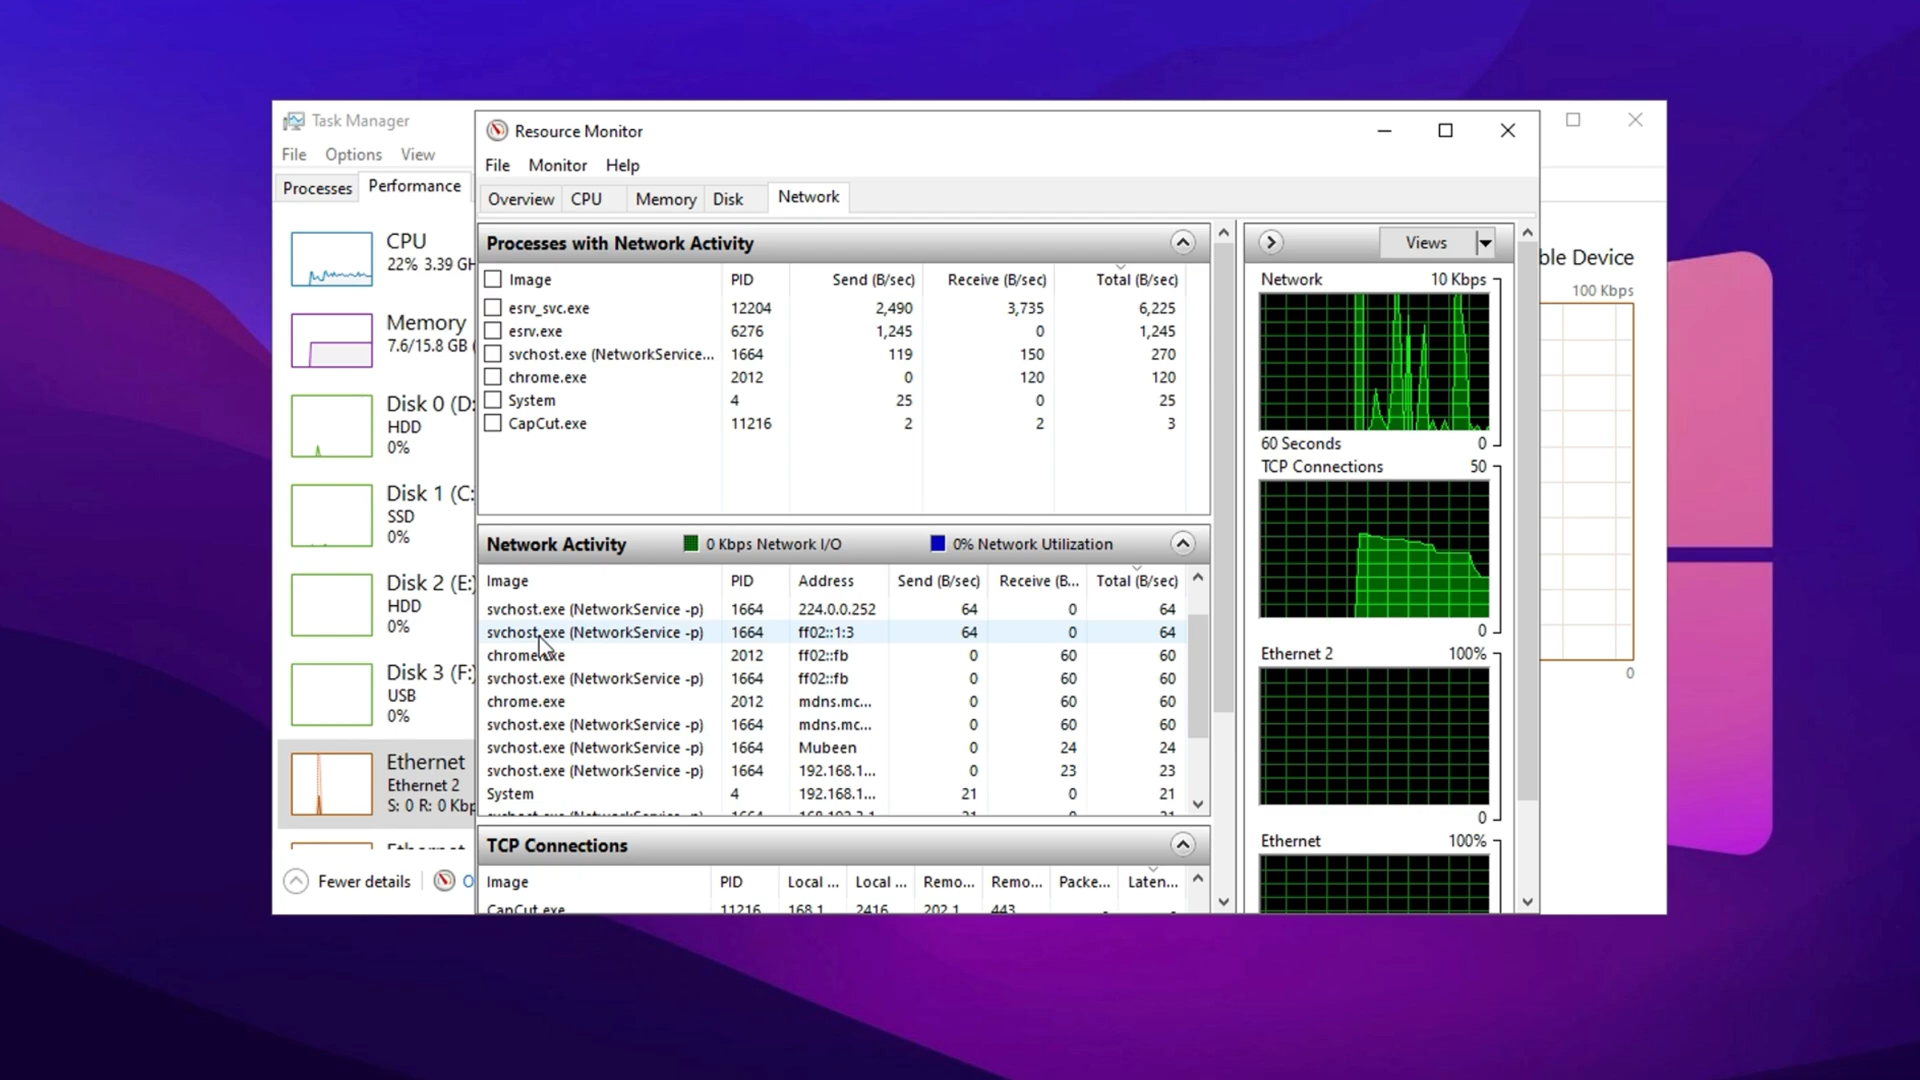 Task Manager
File Options View
Processes Performance
CPU
22% 3.39 GH
Memory
7.6/15.8 GB (
Disk 0 (D:
HDD
0%
Disk 1 (C:
SSD
0%
Disk 2 (E:)
HDD
0%
Disk 3 (F:)
USB
0%
Ethernet
Ethernet 2
S: 0 R: 0 Kbp
Fewer details O
Resource Monitor
File Monitor Help
Overview CPU Memory Disk Network
Processes with Network Activity
Image PID Send (B/sec) Receive (B/sec) Total (B/sec)
esrv_svc.exe 12204 2,490 3,735 6,225
esrv.exe 6276 1,245 0 1,245
svchost.exe (NetworkService... 1664 119 150 270
chrome.exe 2012 0 120 120
System 4 25 0 25
CapCut.exe 11216 2 2 3
Network Activity 0 Kbps Network I/O 0% Network Utilization
Image PID Address Send (B/sec) Receive (B... Total (B/sec)
svchost.exe (NetworkService -p) 1664 224.0.0.252 64 0 64
svchost.exe (NetworkService -p) 1664 ff02::1:3 64 0 64
chrome.exe 2012 ff02::fb 0 60 60
svchost.exe (NetworkService -p) 1664 ff02::fb 0 60 60
chrome.exe 2012 mdns.mc... 0 60 60
svchost.exe (NetworkService -p) 1664 mdns.mc... 0 60 60
svchost.exe (NetworkService -p) 1664 Mubeen 0 24 24
svchost.exe (NetworkService -p) 1664 192.168.1... 0 23 23
System 4 192.168.1... 21 0 21
TCP Connections
Image PID Local ... Local ... Remo... Remo... Packe... Laten...
CapCut.exe 11216 168.1 2416 202.1 443 - -
Views
Network 10 Kbps
60 Seconds 0
TCP Connections 50
0
Ethernet 2 100%
0
Ethernet 100%
ble Device
100 Kbps
0